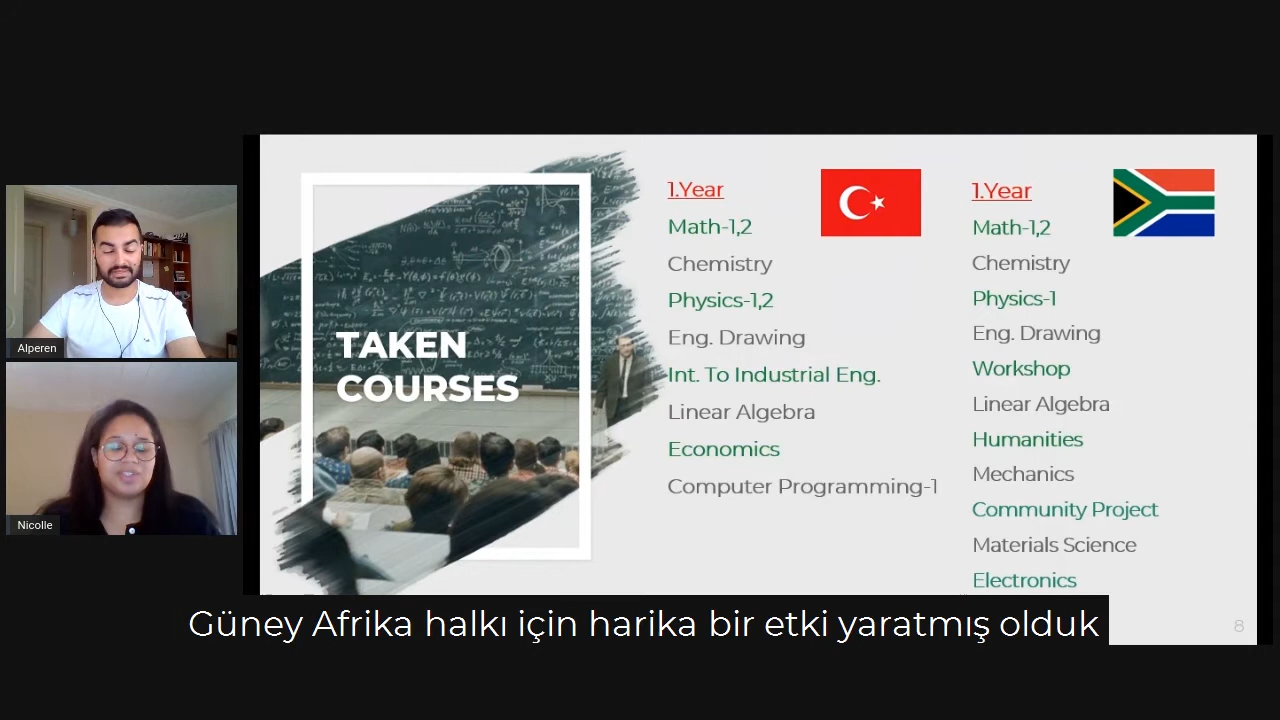 Alperen
Nicolle
TAKEN
COURSES
1.Year
Math-1,2
Chemistry
Physics-1,2
Eng. Drawing
Int. To Industrial Eng.
Linear Algebra
Economics
Computer Programming-1
1.Year
Math-1,2
Chemistry
Physics-1
Eng. Drawing
Workshop
Linear Algebra
Humanities
Mechanics
Community Project
Materials Science
Electronics
Güney Afrika halkı için harika bir etki yaratmış olduk
8